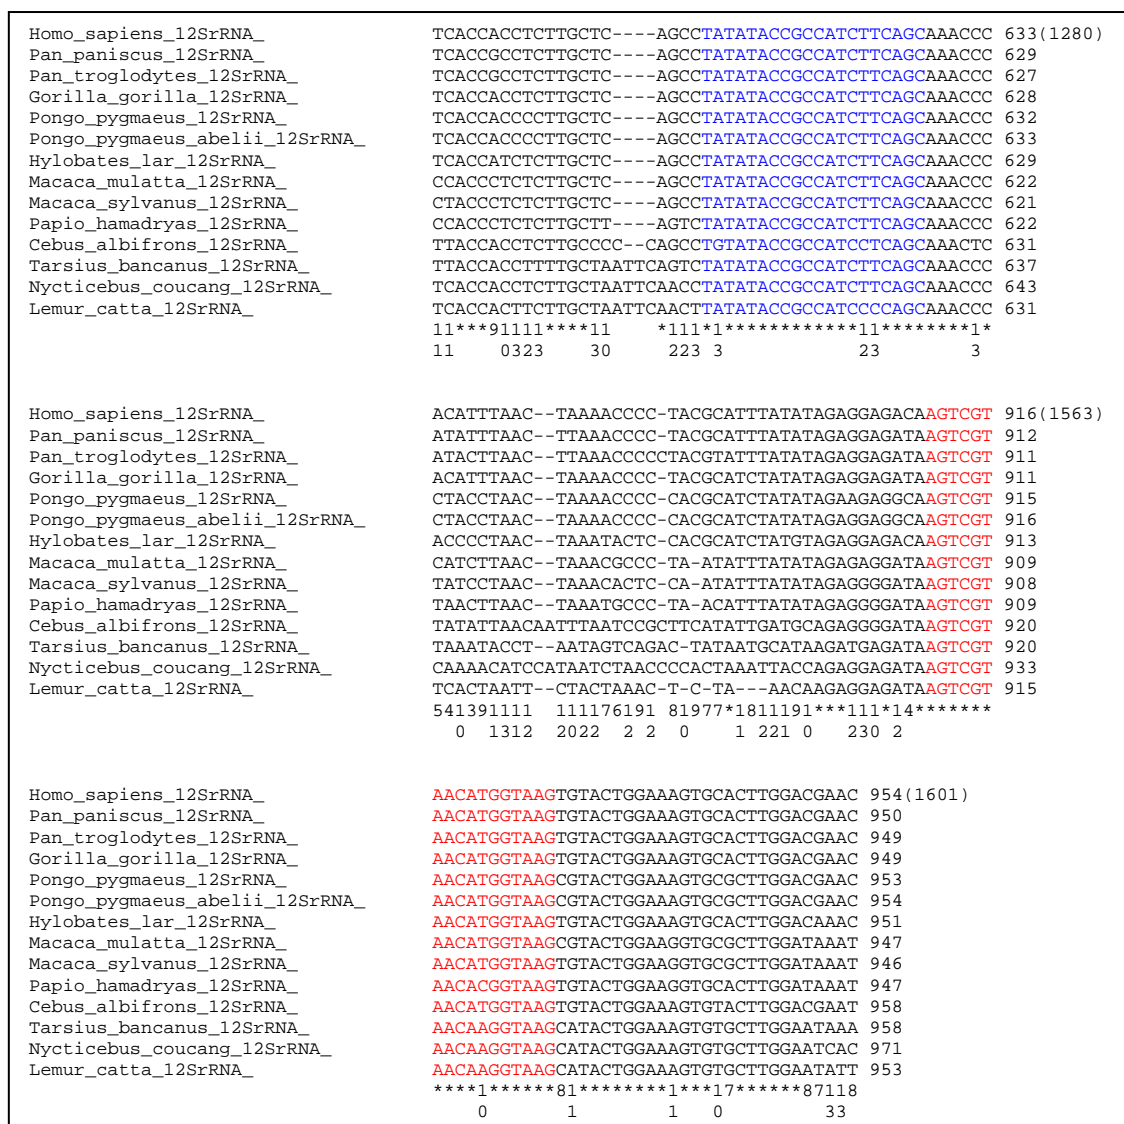 Homo_sapiens_12SrRNA_ TCACCACCTCTTGCTC----AGCCTATATACCGCCATCTTCAGCAAACCC 633(1280)
Pan_paniscus_12SrRNA_ TCACCGCCTCTTGCTC----AGCCTATATACCGCCATCTTCAGCAAACCC 629
Pan_troglodytes_12SrRNA_ TCACCGCCTCTTGCTC----AGCCTATATACCGCCATCTTCAGCAAACCC 627
Gorilla_gorilla_12SrRNA_ TCACCACCTCTTGCTC----AGCCTATATACCGCCATCTTCAGCAAACCC 628
Pongo_pygmaeus_12SrRNA_ TCACCACCCCTTGCTC----AGCCTATATACCGCCATCTTCAGCAAACCC 632
Pongo_pygmaeus_abelii_12SrRNA_ TCACCACCCCTTGCTC----AGCCTATATACCGCCATCTTCAGCAAACCC 633
Hylobates_lar_12SrRNA_ TCACCATCTCTTGCTC----AGCCTATATACCGCCATCTTCAGCAAACCC 629
Macaca_mulatta_12SrRNA_ CCACCCTCTCTTGCTC----AGCCTATATACCGCCATCTTCAGCAAACCC 622
Macaca_sylvanus_12SrRNA_ CTACCCTCTCTTGCTC----AGCCTATATACCGCCATCTTCAGCAAACCC 621
Papio_hamadryas_12SrRNA_ CCACCCTCTCTTGCTT----AGTCTATATACCGCCATCTTCAGCAAACCC 622
Cebus_albifrons_12SrRNA_ TTACCACCTCTTGCCCC--CAGCCTGTATACCGCCATCCTCAGCAAACTC 631
Tarsius_bancanus_12SrRNA_ TTACCACCTTTTGCTAATTCAGTCTATATACCGCCATCTTCAGCAAACCC 637
Nycticebus_coucang_12SrRNA_ TCACCACCTCTTGCTAATTCAACCTATATACCGCCATCTTCAGCAAACCC 643
Lemur_catta_12SrRNA_ TCACCACTTCTTGCTAATTCAACTTATATACCGCCATCCCCAGCAAACCC 631
11***91111****11    *111*1************11********1*
11    0323    30     223 3            23        3
Homo_sapiens_12SrRNA_ ACATTTAAC--TAAAACCCC-TACGCATTTATATAGAGGAGACAAGTCGT 916(1563)
Pan_paniscus_12SrRNA_ ATATTTAAC--TTAAACCCC-TACGCATTTATATAGAGGAGATAAGTCGT 912
Pan_troglodytes_12SrRNA_ ATACTTAAC--TTAAACCCCCTACGTATTTATATAGAGGAGATAAGTCGT 911
Gorilla_gorilla_12SrRNA_ ACATTTAAC--TAAAACCCC-TACGCATCTATATAGAGGAGATAAGTCGT 911
Pongo_pygmaeus_12SrRNA_ CTACCTAAC--TAAAACCCC-CACGCATCTATATAGAAGAGGCAAGTCGT 915
Pongo_pygmaeus_abelii_12SrRNA_ CTACCTAAC--TAAAACCCC-CACGCATCTATATAGAGGAGGCAAGTCGT 916
Hylobates_lar_12SrRNA_ ACCCCTAAC--TAAATACTC-CACGCATCTATGTAGAGGAGACAAGTCGT 913
Macaca_mulatta_12SrRNA_ CATCTTAAC--TAAACGCCC-TA-ATATTTATATAGAGAGGATAAGTCGT 909
Macaca_sylvanus_12SrRNA_ TATCCTAAC--TAAACACTC-CA-ATATTTATATAGAGGGGATAAGTCGT 908
Papio_hamadryas_12SrRNA_ TAACTTAAC--TAAATGCCC-TA-ACATTTATATAGAGGGGATAAGTCGT 909
Cebus_albifrons_12SrRNA_ TATATTAACAATTTAATCCGCTTCATATTGATGCAGAGGGGATAAGTCGT 920
Tarsius_bancanus_12SrRNA_ TAAATACCT--AATAGTCAGAC-TATAATGCATAAGATGAGATAAGTCGT 920
Nycticebus_coucang_12SrRNA_ CAAAACATCCATAATCTAACCCCACTAAATTACCAGAGGAGATAAGTCGT 933
Lemur_catta_12SrRNA_ TCACTAATT--CTACTAAAC-T-C-TA---AACAAGAGGAGATAAGTCGT 915
541391111  111176191 81977*1811191***111*14*******
0  1312  2022  2 2  0    1 221 0   230 2
Homo_sapiens_12SrRNA_ AACATGGTAAGTGTACTGGAAAGTGCACTTGGACGAAC 954(1601)
Pan_paniscus_12SrRNA_ AACATGGTAAGTGTACTGGAAAGTGCACTTGGACGAAC 950
Pan_troglodytes_12SrRNA_ AACATGGTAAGTGTACTGGAAAGTGCACTTGGACGAAC 949
Gorilla_gorilla_12SrRNA_ AACATGGTAAGTGTACTGGAAAGTGCACTTGGACGAAC 949
Pongo_pygmaeus_12SrRNA_ AACATGGTAAGCGTACTGGAAAGTGCGCTTGGACGAAC 953
Pongo_pygmaeus_abelii_12SrRNA_ AACATGGTAAGCGTACTGGAAAGTGCGCTTGGACGAAC 954
Hylobates_lar_12SrRNA_ AACATGGTAAGTGTACTGGAAAGTGCACTTGGACAAAC 951
Macaca_mulatta_12SrRNA_ AACATGGTAAGCGTACTGGAAGGTGCGCTTGGATAAAT 947
Macaca_sylvanus_12SrRNA_ AACATGGTAAGTGTACTGGAAGGTGCGCTTGGATAAAT 946
Papio_hamadryas_12SrRNA_ AACACGGTAAGTGTACTGGAAGGTGCACTTGGATAAAT 947
Cebus_albifrons_12SrRNA_ AACATGGTAAGTGTACTGGAAAGTGTACTTGGACGAAT 958
Tarsius_bancanus_12SrRNA_ AACAAGGTAAGCATACTGGAAAGTGTGCTTGGAATAAA 958
Nycticebus_coucang_12SrRNA_ AACAAGGTAAGCATACTGGAAAGTGTGCTTGGAATCAC 971
Lemur_catta_12SrRNA_ AACAAGGTAAGCATACTGGAAAGTGTGCTTGGAATATT 953
****1******81********1***17******87118
0       1        1   0         33